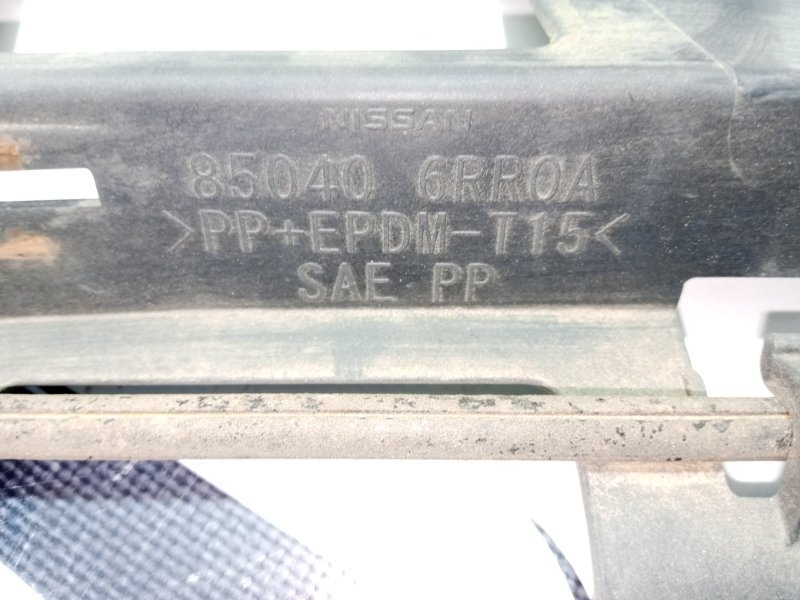 NISSAN
85040 6RR0A
>PP+EPDM-T15<
SAE PP